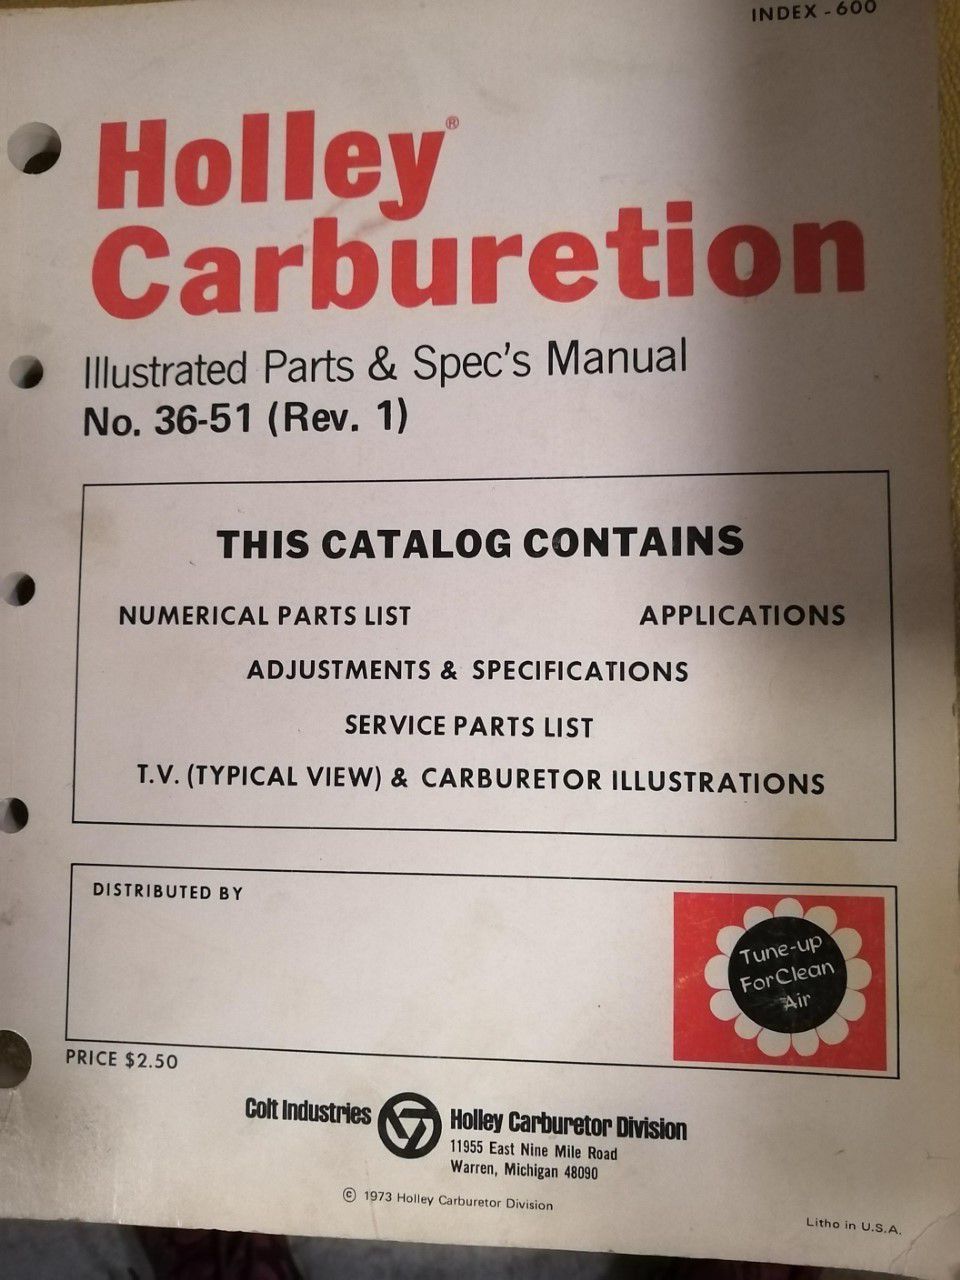 INDEX - 600
Holley®
Carburetion
Illustrated Parts & Spec's Manual
No. 36-51 (Rev. 1)
THIS CATALOG CONTAINS
NUMERICAL PARTS LIST APPLICATIONS
ADJUSTMENTS & SPECIFICATIONS
SERVICE PARTS LIST
T.V. (TYPICAL VIEW) & CARBURETOR ILLUSTRATIONS
DISTRIBUTED BY
Tune-up
For Clean
Air
PRICE $2.50
Colt Industries Holley Carburetor Division
11955 East Nine Mile Road
Warren, Michigan 48090
© 1973 Holley Carburetor Division
Litho in U.S.A.